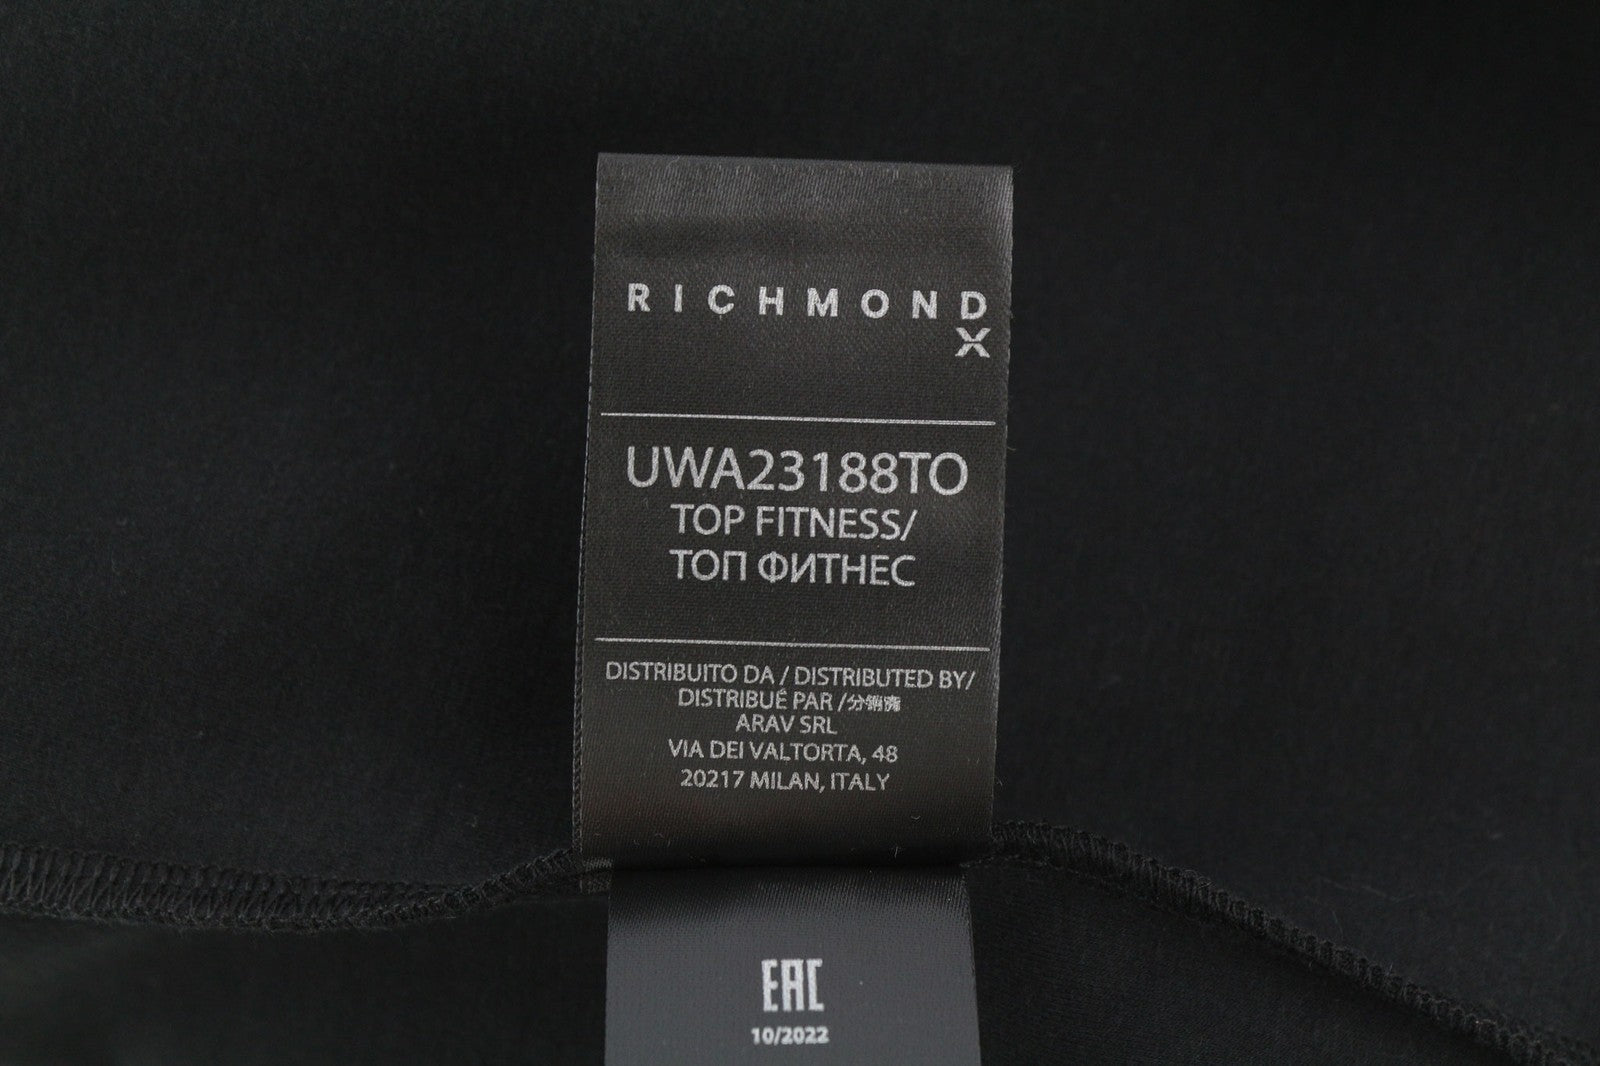 RICHMOND
X
UWA23188TO
TOP FITNESS/
ТОП ФИТНЕС
DISTRIBUITO DA / DISTRIBUTED BY/
DISTRIBUÉ PAR /分销商
ARAV SRL
VIA DEI VALTORTA, 48
20217 MILAN, ITALY
EAC
10/2022